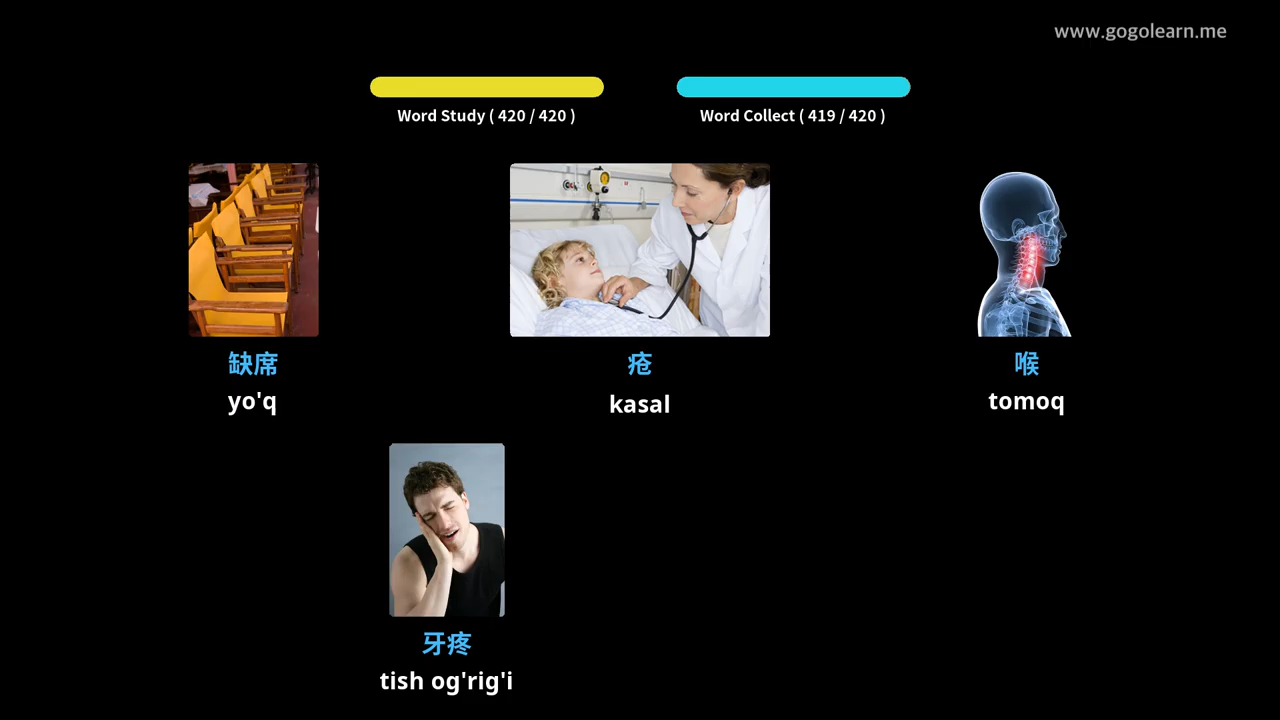 www.gogolearn.me
Word Study ( 420 / 420 )
Word Collect ( 419 / 420 )
缺席
yo'q
疮
kasal
喉
tomoq
牙疼
tish og'rig'i